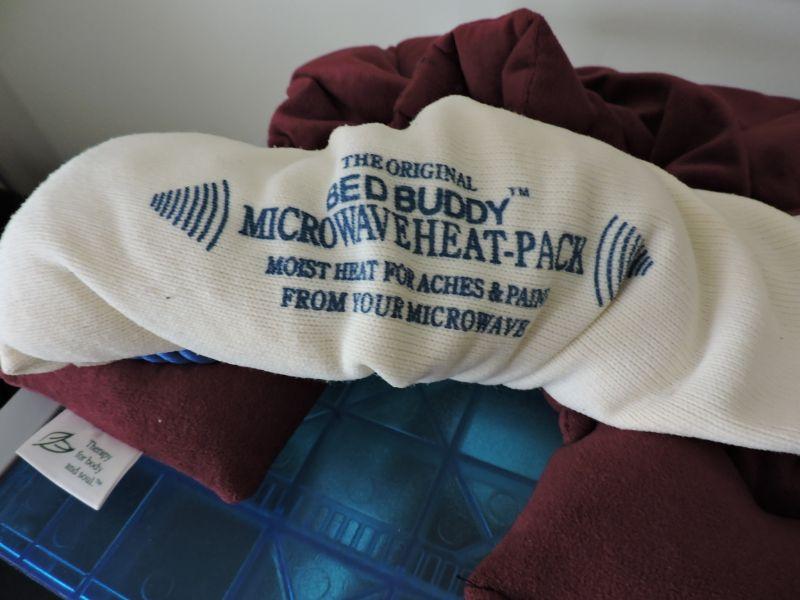 THE ORIGINAL
BED BUDDY™
MICROWAVE HEAT-PACK
MOIST HEAT FOR ACHES & PAINS
FROM YOUR MICROWAVE
Therapy
for body
and soul.™